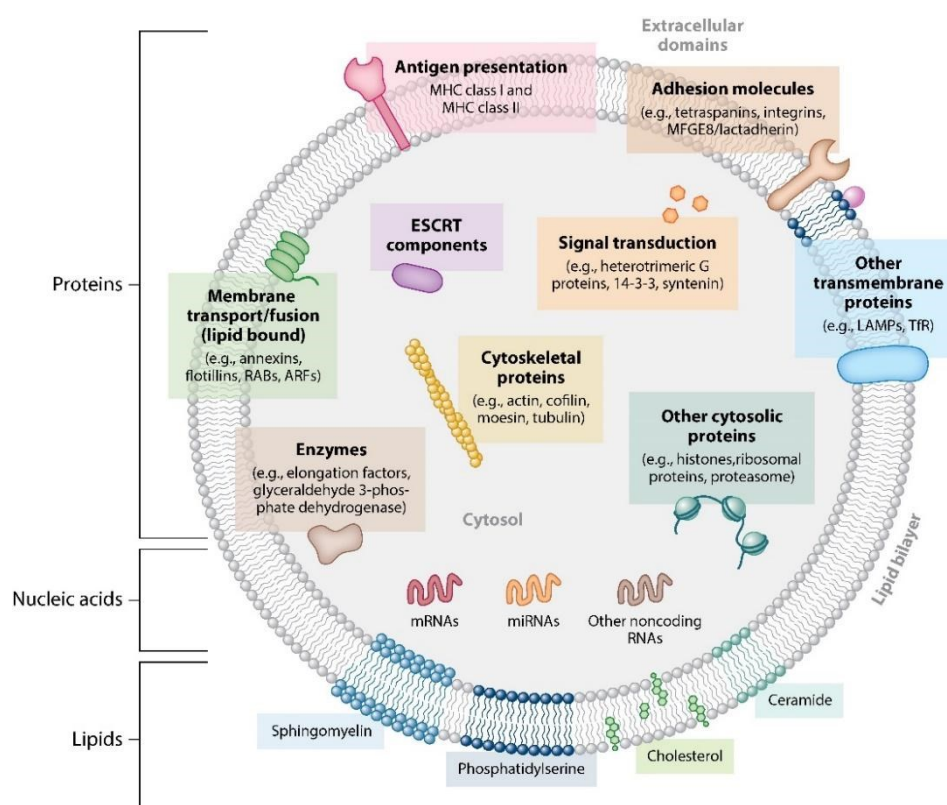 Extracellular
domains
Antigen presentation
MHC class I and
MHC class II
Adhesion molecules
(e.g., tetraspanins, integrins,
MFGE8/lactadherin)
ESCRT
components
Signal transduction
(e.g., heterotrimeric G
proteins, 14-3-3, syntenin)
Other
transmembrane
proteins
(e.g., LAMPs, TfR)
Proteins
Membrane
transport/fusion
(lipid bound)
(e.g., annexins,
flotillins, RABs, ARFs)
Cytoskeletal
proteins
(e.g., actin, cofilin,
moesin, tubulin)
Other cytosolic
proteins
(e.g., histones,ribosomal
proteins, proteasome)
Enzymes
(e.g., elongation factors,
glyceraldehyde 3-phos-
phate dehydrogenase)
Cytosol
Lipid bilayer
Nucleic acids
mRNAs
miRNAs
Other noncoding
RNAs
Lipids
Sphingomyelin
Phosphatidylserine
Cholesterol
Ceramide